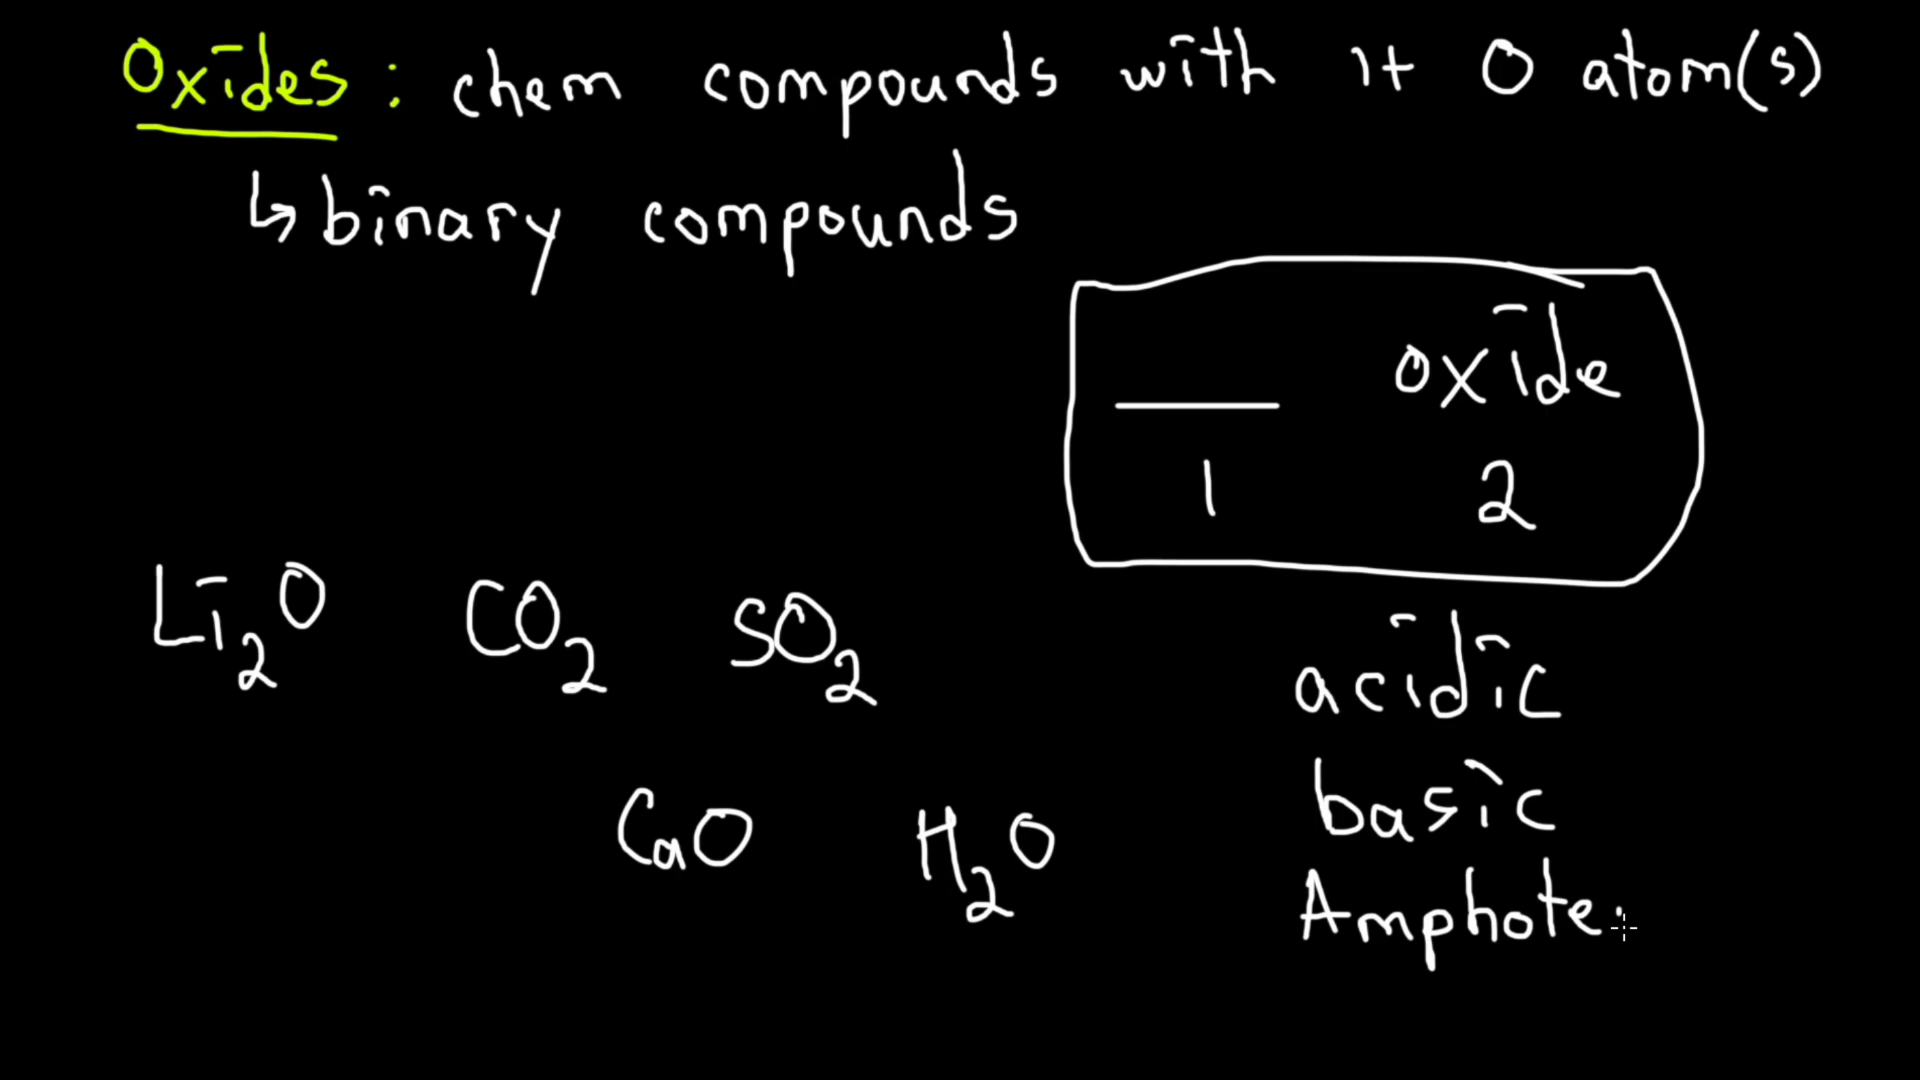 Oxides: chem compounds with 1+ O atom(s)
↳ binary compounds
___ oxide
1 2
Li₂O CO₂ SO₂
acidic
CaO H₂O
basic
Amphote